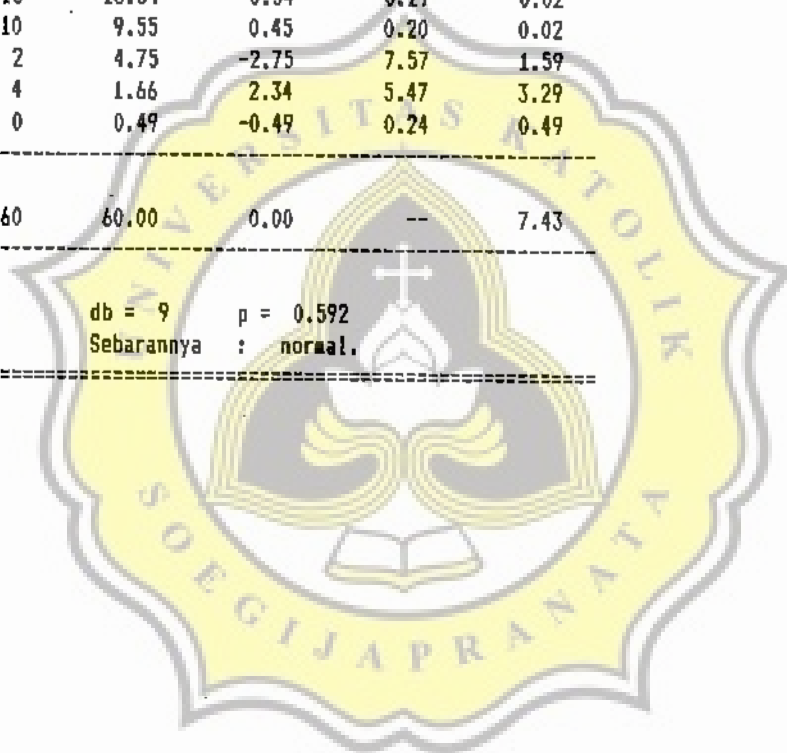 10 9.55 0.45 0.20 0.02
2 4.75 -2.75 7.57 1.59
4 1.66 2.34 5.47 3.29
0 0.49 -0.49 0.24 0.49
------------------------------------------------------------
60 60.00 0.00 -- 7.43
------------------------------------------------------------
db = 9 p = 0.592
Sebarannya : normal.
============================================================
UNIVERSITAS KATOLIK
SOEGIJAPRANATA